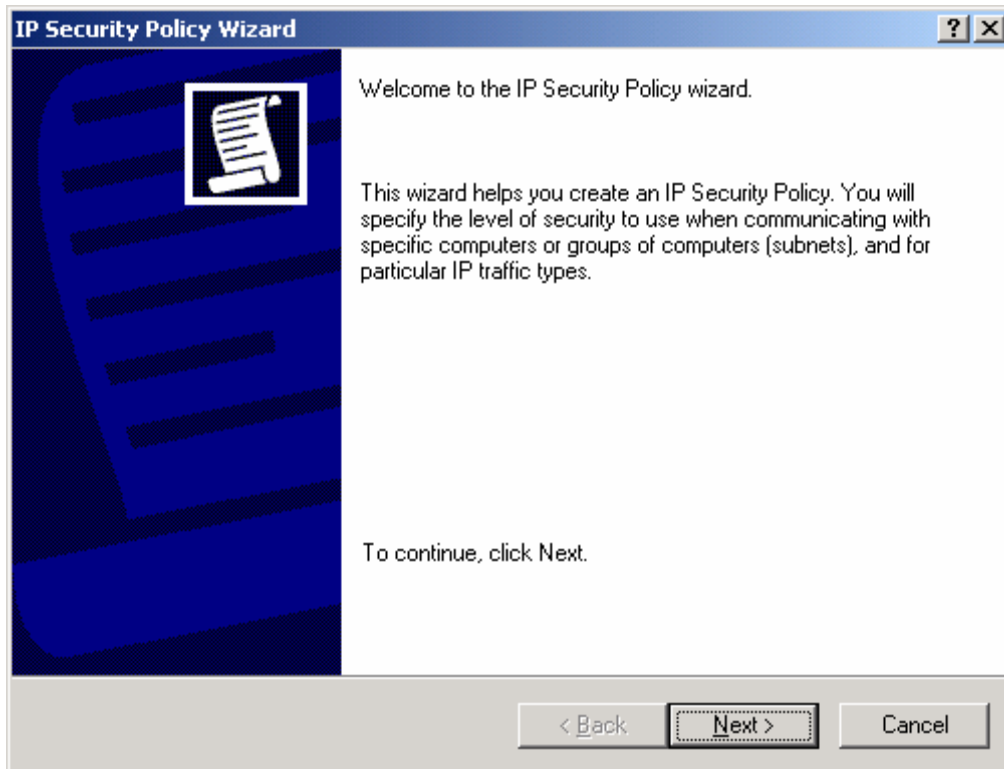 IP Security Policy Wizard
Welcome to the IP Security Policy wizard.
This wizard helps you create an IP Security Policy. You will
specify the level of security to use when communicating with
specific computers or groups of computers (subnets), and for
particular IP traffic types.
To continue, click Next.
< Back
Next >
Cancel